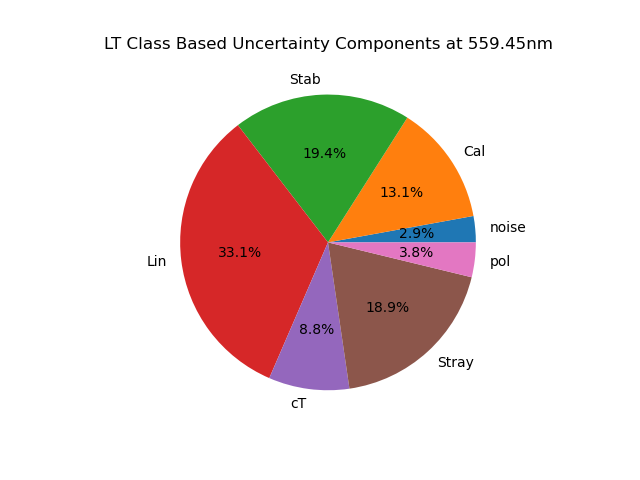 LT Class Based Uncertainty Components at 559.45nm
Stab
19.4%
Cal
13.1%
noise
2.9%
Lin
33.1%
pol
3.8%
18.9%
8.8%
Stray
cT